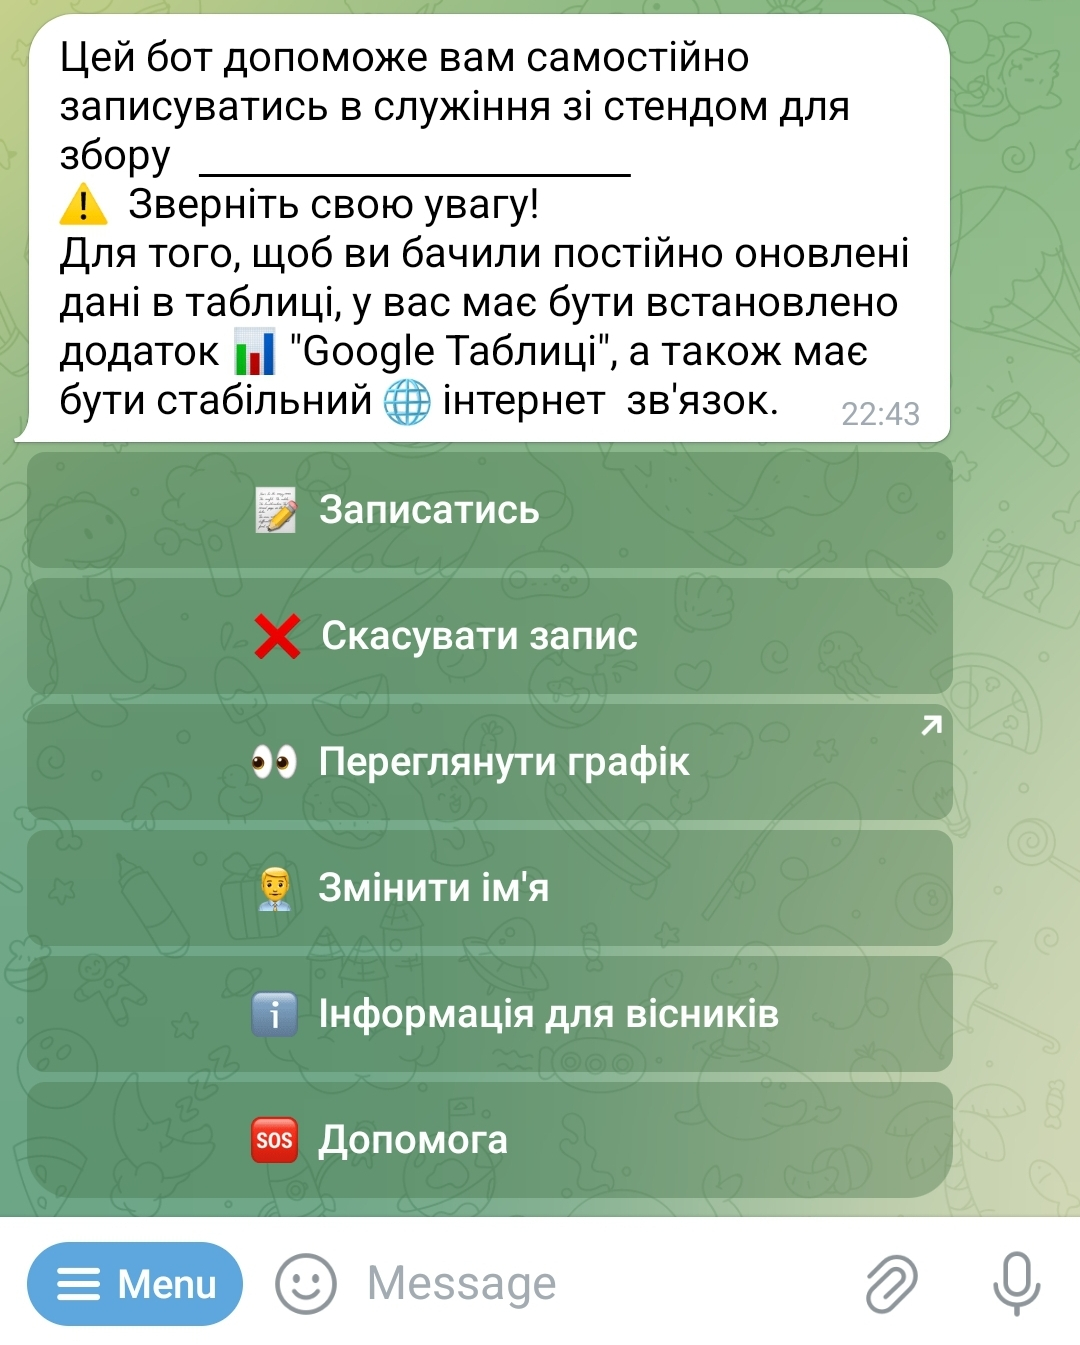 Цей бот допоможе вам самостійно
записуватись в служіння зі стендом для
збору
⚠️ Зверніть свою увагу!
Для того, щоб ви бачили постійно оновлені
дані в таблиці, у вас має бути встановлено
додаток 📊 "Google Таблиці", а також має
бути стабільний 🌐 інтернет зв'язок.
22:43
📝 Записатись
❌ Скасувати запис
👀 Переглянути графік
👨‍💼 Змінити ім'я
ℹ️ Інформація для вісників
🆘 Допомога
Menu
Message